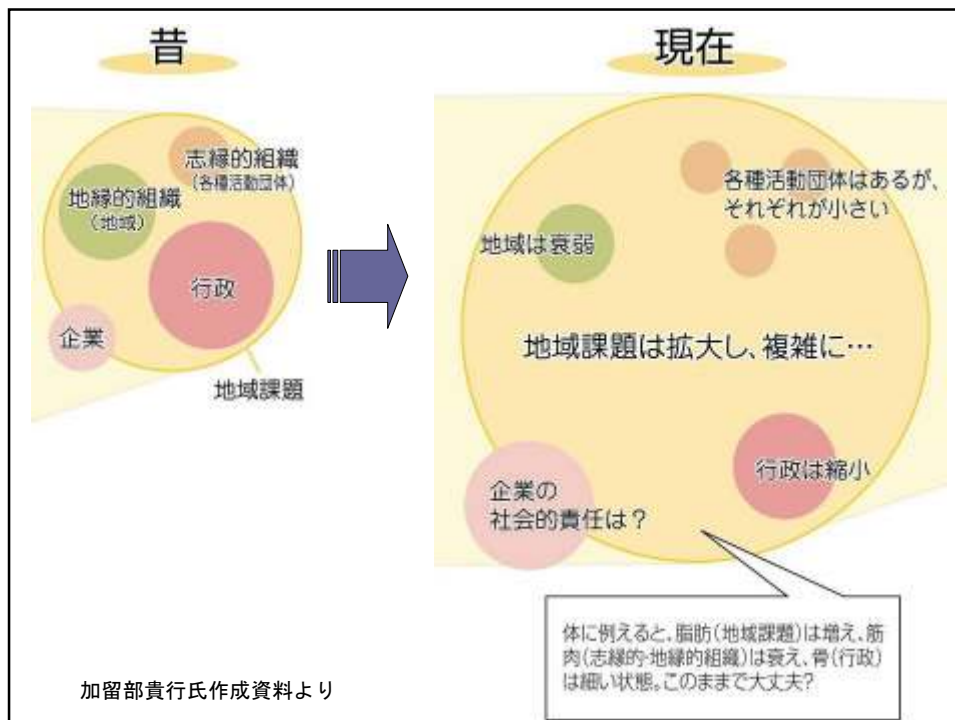 昔
志縁的組織
(各種活動団体)
地縁的組織
(地域)
行政
企業
地域課題
現在
各種活動団体はあるが、
それぞれが小さい
地域は衰弱
地域課題は拡大し、複雑に…
行政は縮小
企業の
社会的責任は？
体に例えると、脂肪(地域課題)は増え、筋
肉(志縁的・地縁的組織)は衰え、骨(行政)
は細い状態。このままで大丈夫?
加留部貴行氏作成資料より